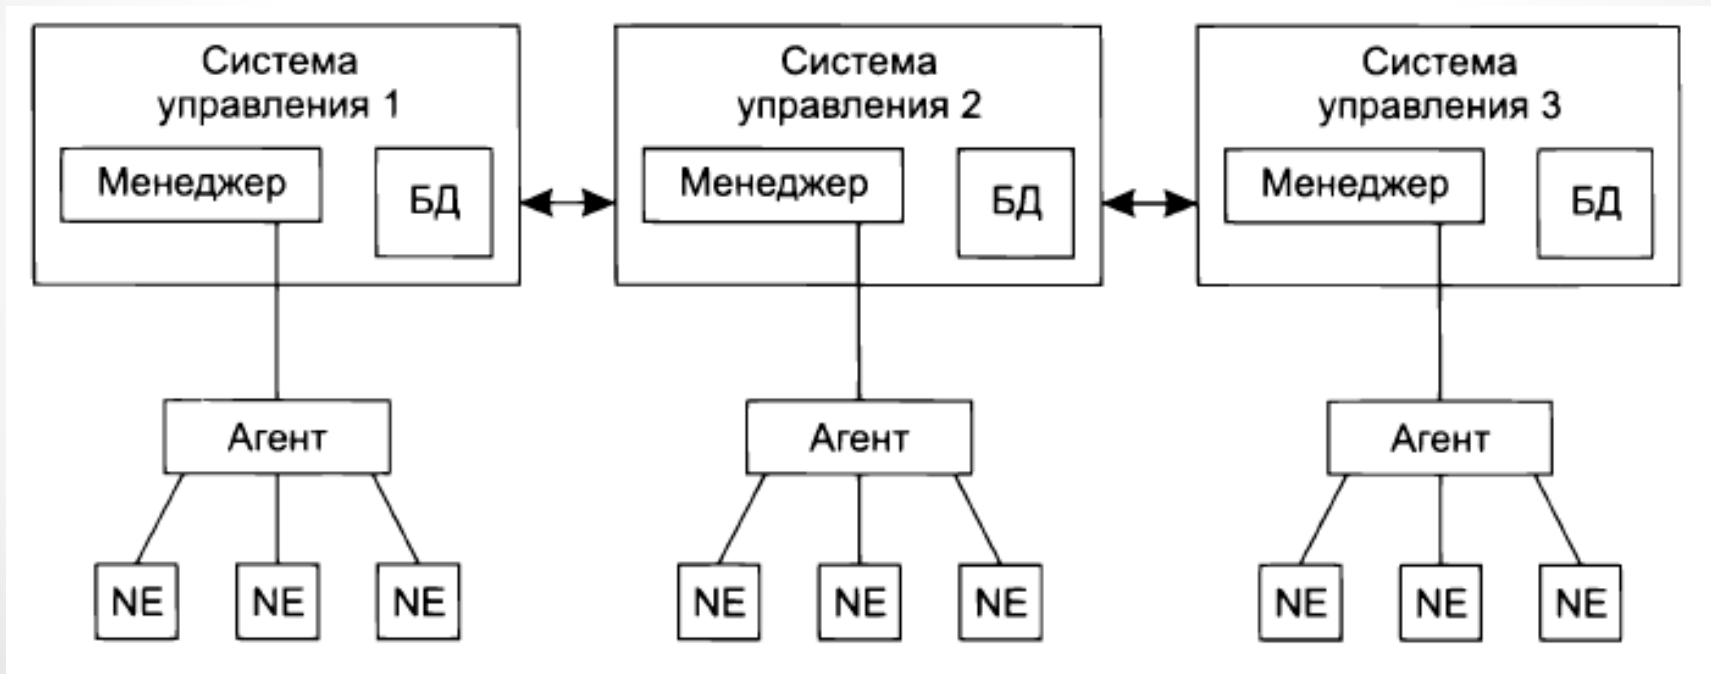 Система
управления 1
Менеджер
БД
Система
управления 2
Менеджер
БД
Система
управления 3
Менеджер
БД
Агент
Агент
Агент
NE
NE
NE
NE
NE
NE
NE
NE
NE